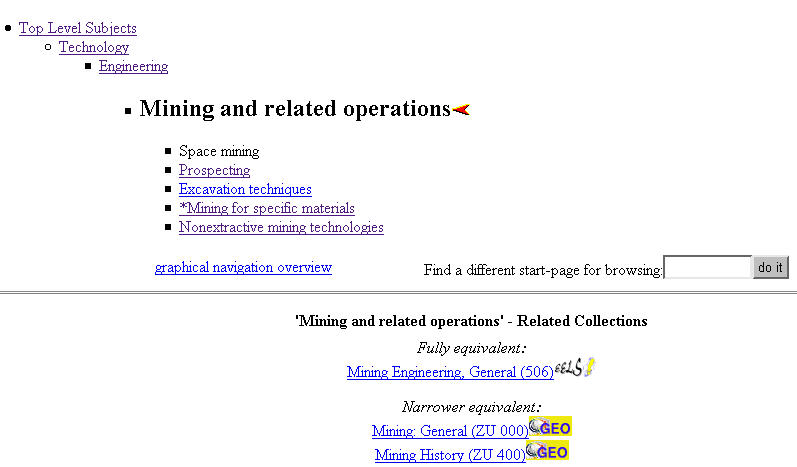 Top Level Subjects
Technology
Engineering
Mining and related operations
Space mining
Prospecting
Excavation techniques
*Mining for specific materials
Nonextractive mining technologies
graphical navigation overview
Find a different start-page for browsing: do it
'Mining and related operations' - Related Collections
Fully equivalent:
Mining Engineering, General (506) EELS
Narrower equivalent:
Mining: General (ZU 000) GEO
Mining History (ZU 400) GEO